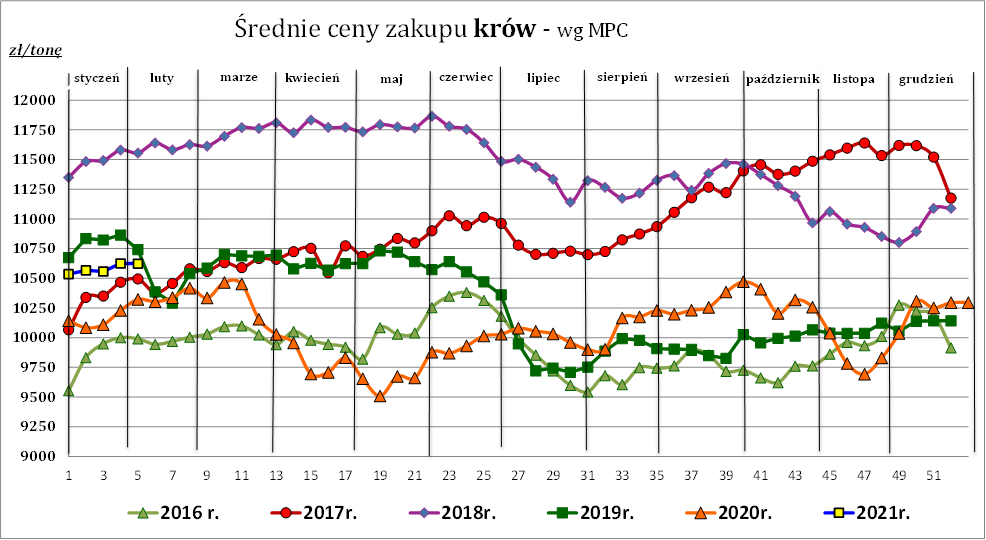 Średnie ceny zakupu krów - wg MPC
zł/tonę
styczeń luty marze kwiecień maj czerwiec lipiec sierpień wrzesień październik listopa grudzień
12000
11750
11500
11250
11000
10750
10500
10250
10000
9750
9500
9250
9000
1 3 5 7 9 11 13 15 17 19 21 23 25 27 29 31 33 35 37 39 41 43 45 47 49 51
2016 r. 2017r. 2018r. 2019r. 2020r. 2021r.